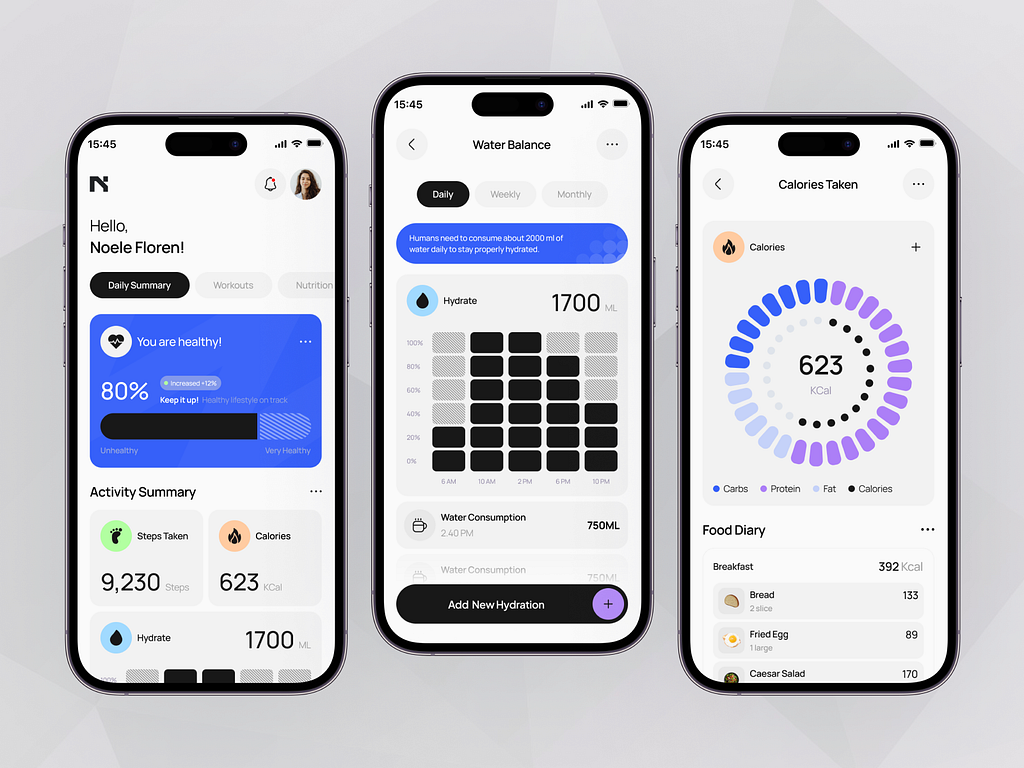 15:45
Hello,
Noele Floren!
Daily Summary
Workouts
Nutrition
You are healthy!
80%
Increased +12%
Keep it up! Healthy lifestyle on track
Unhealthy
Very Healthy
Activity Summary
Steps Taken
9,230 Steps
Calories
623 KCal
Hydrate
1700 ML
100%
15:45
Water Balance
Daily
Weekly
Monthly
Humans need to consume about 2000 ml of
water daily to stay properly hydrated.
Hydrate
1700 ML
100%
80%
60%
40%
20%
0%
6 AM
10 AM
2 PM
6 PM
10 PM
Water Consumption
2.40 PM
750ML
Water Consumption
750ML
Add New Hydration
15:45
Calories Taken
Calories
623
KCal
Carbs
Protein
Fat
Calories
Food Diary
Breakfast
392 Kcal
Bread
2 slice
133
Fried Egg
1 large
89
Caesar Salad
170